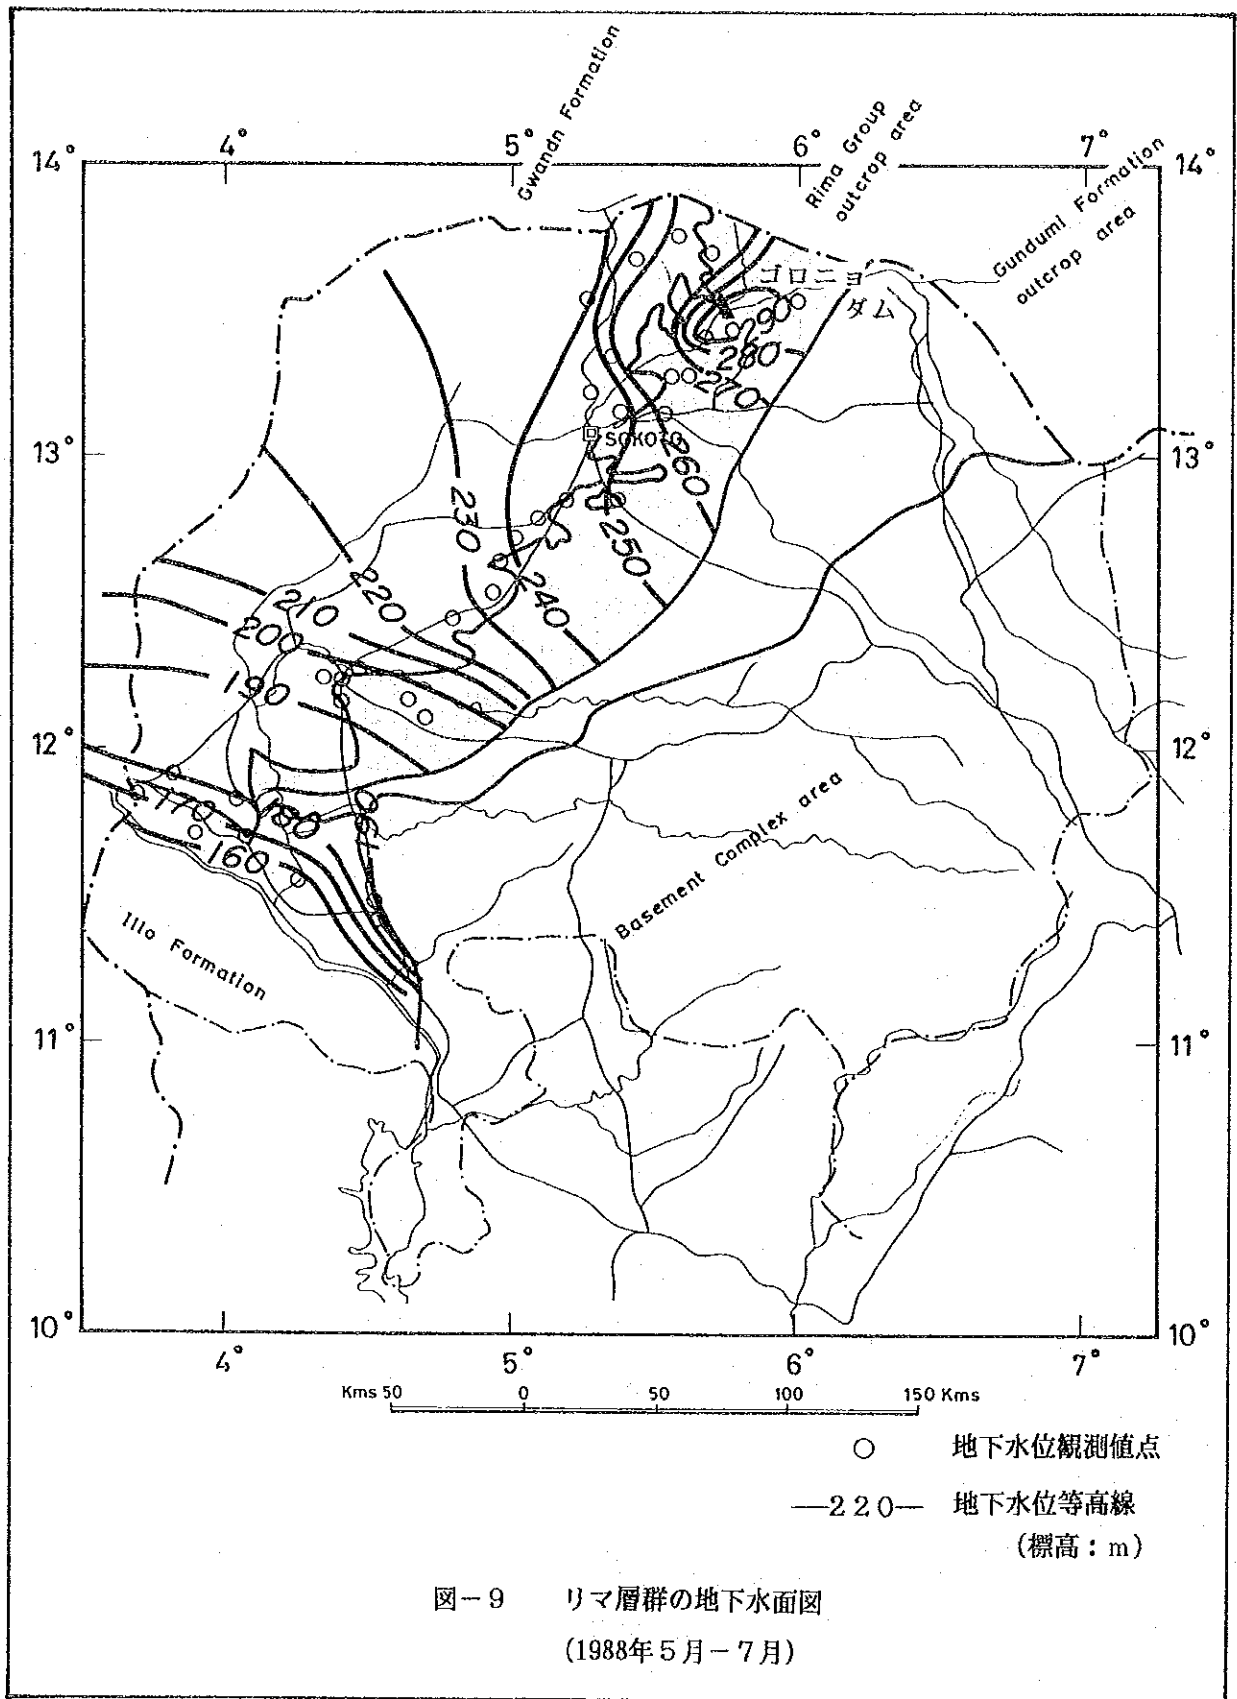 Gwandn Formation
Rima Group
outcrop area
Gundumi Formation
outcrop area
4°
5°
6°
7°
14°
14°
ゴロニョ
ダム
290
280
270
13°
SOKOTO
13°
260
230
250
220
240
210
200
190
12°
12°
170
180
160
190
Basement Complex area
Illo Formation
11°
11°
10°
10°
4°
5°
6°
7°
Kms 50
0
50
100
150 Kms
○ 地下水位観測値点
—220— 地下水位等高線
(標高：m)
図－9 リマ層群の地下水面図
(1988年5月－7月)